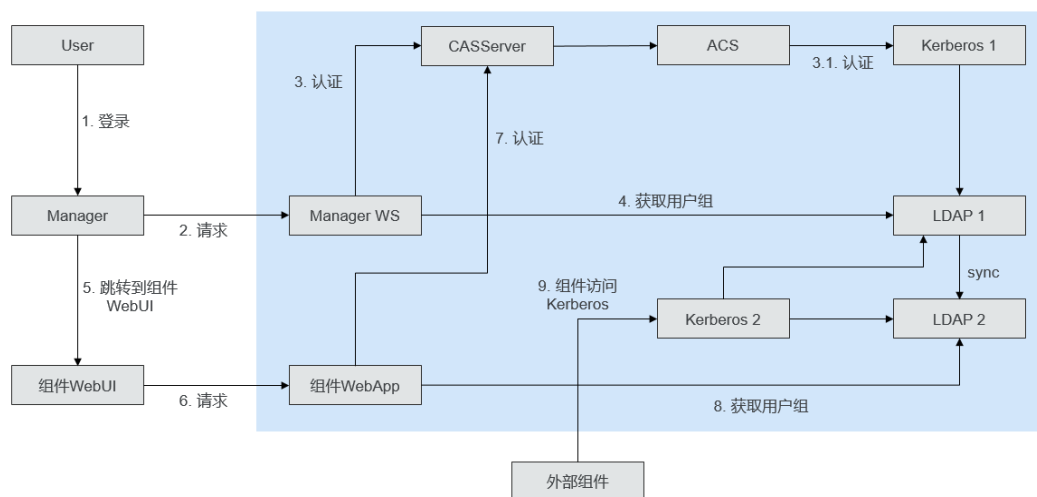 User
CASServer
ACS
Kerberos 1
3. 认证
3.1. 认证
1. 登录
7. 认证
Manager
2. 请求
Manager WS
4. 获取用户组
LDAP 1
5. 跳转到组件
WebUI
9. 组件访问
Kerberos
sync
Kerberos 2
LDAP 2
组件WebUI
6. 请求
组件WebApp
8. 获取用户组
外部组件